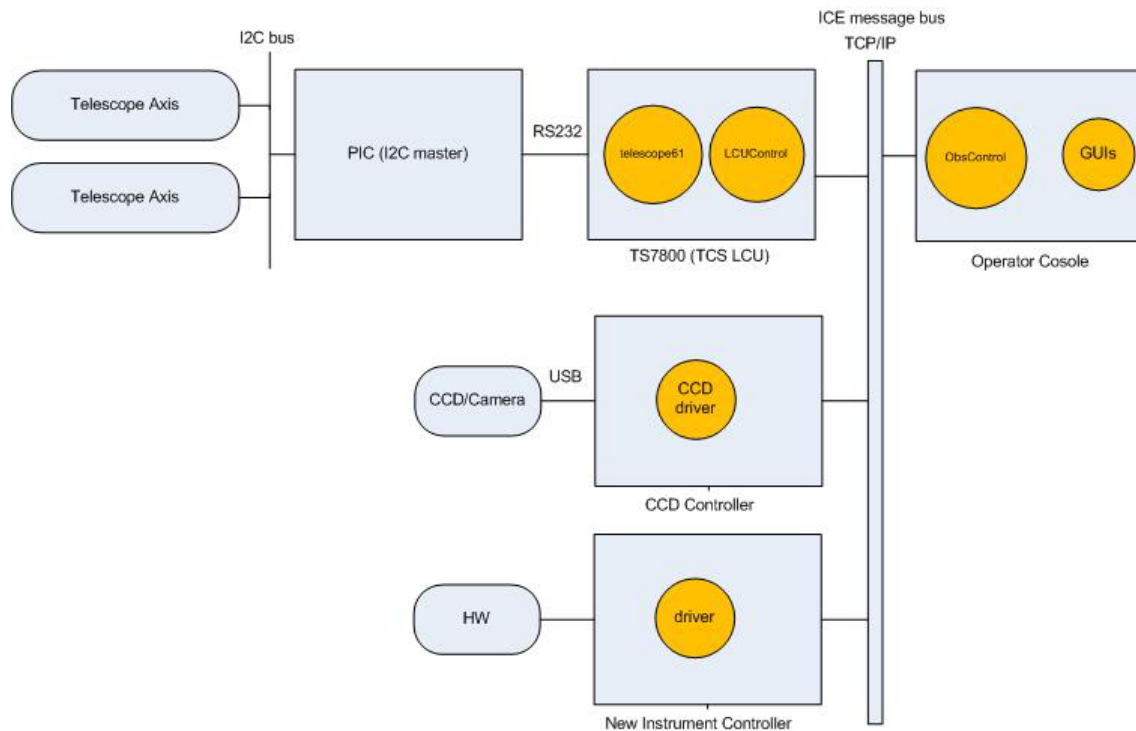 ICE message bus
TCP/IP
I2C bus
Telescope Axis
Telescope Axis
PIC (I2C master)
RS232
telescope61
LCUControl
TS7800 (TCS LCU)
ObsControl
GUIs
Operator Cosole
CCD/Camera
USB
CCD
driver
CCD Controller
HW
driver
New Instrument Controller